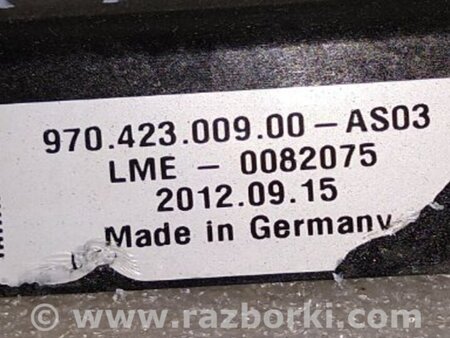 970.423.009.00-AS03
LME - 0082075
2012.09.15
Made in Germany
© www.razborki.com